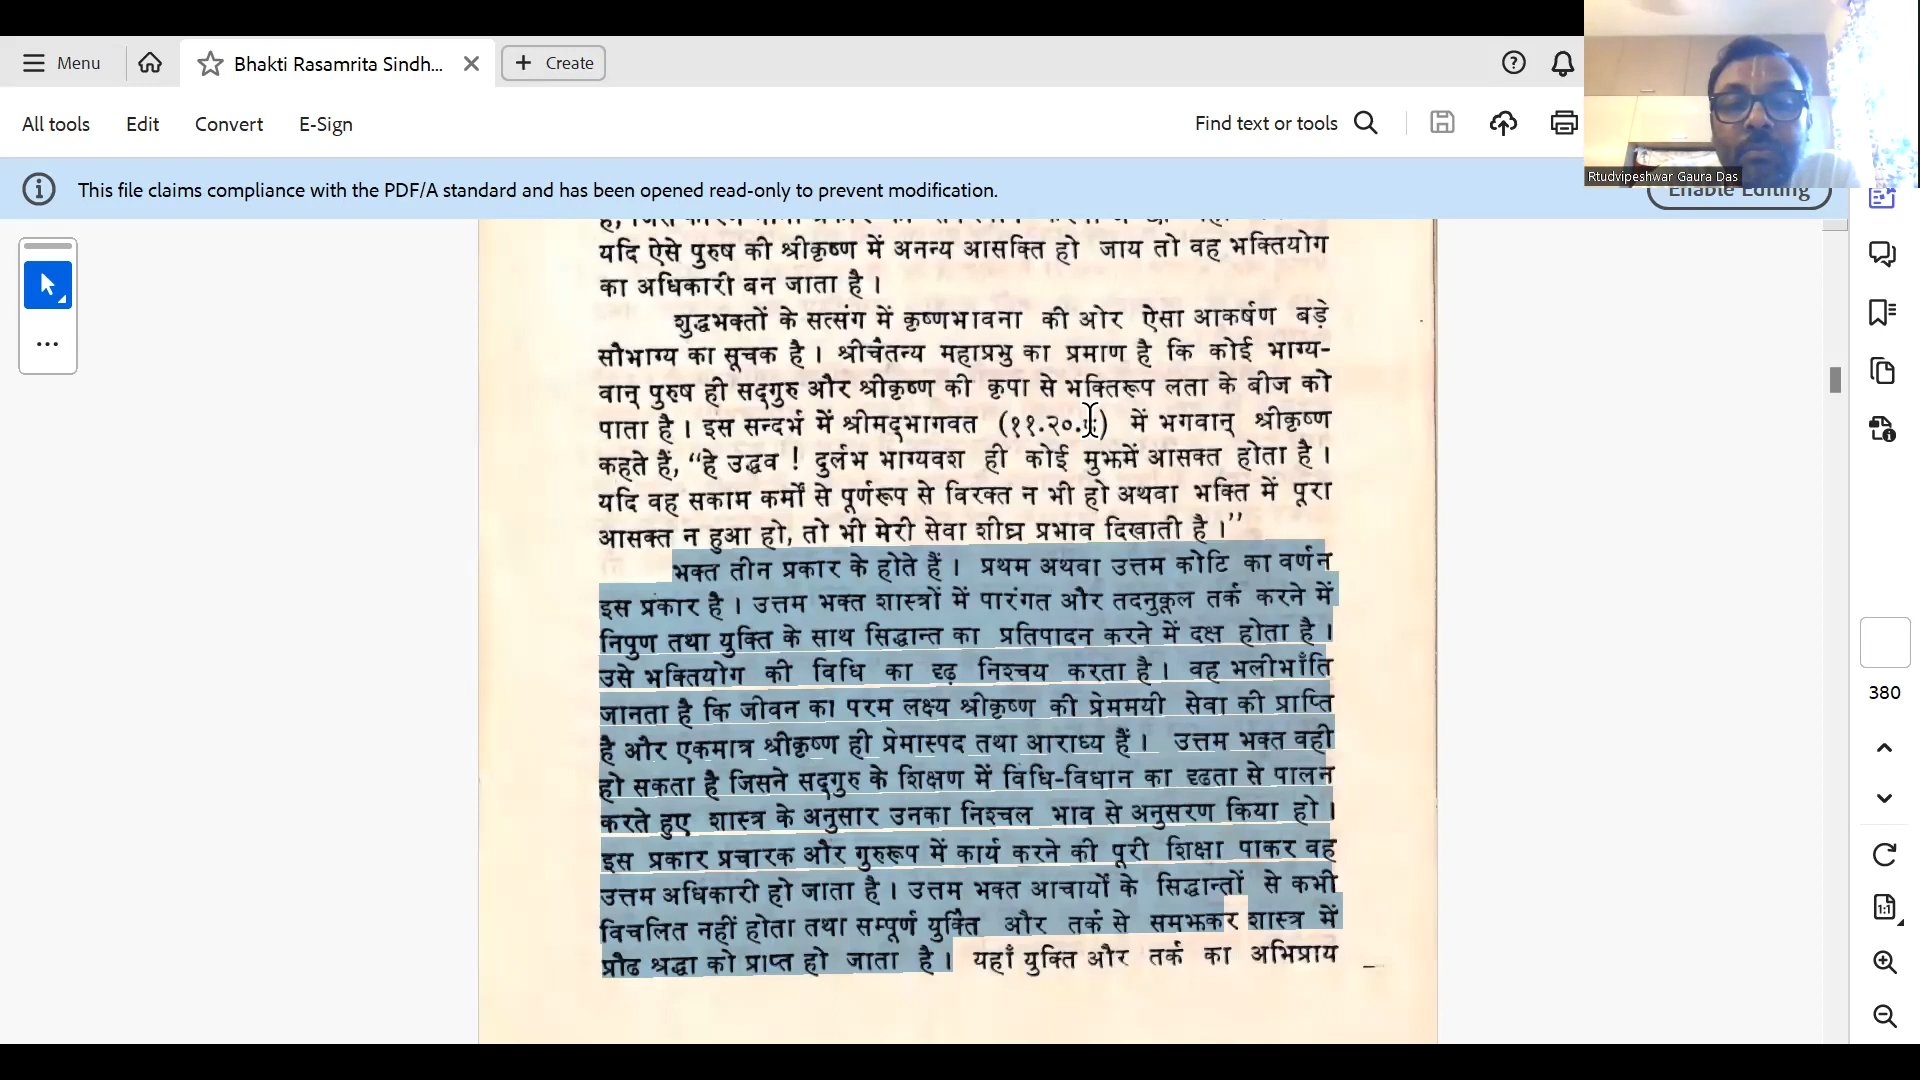 Menu
Bhakti Rasamrita Sindh...
Create
All tools
Edit
Convert
E-Sign
Find text or tools
Rtudvipeshwar Gaura Das
This file claims compliance with the PDF/A standard and has been opened read-only to prevent modification.
Enable Editing
यदि ऐसे पुरुष की श्रीकृष्ण में अनन्य आसक्ति हो जाय तो वह भक्तियोग
का अधिकारी बन जाता है ।
शुद्धभक्तों के सत्संग में कृष्णभावना की ओर ऐसा आकर्षण बड़े
सौभाग्य का सूचक है । श्रीचैतन्य महाप्रभु का प्रमाण है कि कोई भाग्य-
वान् पुरुष ही सद्गुरु और श्रीकृष्ण की कृपा से भक्तिरूप लता के बीज को
पाता है । इस सन्दर्भ में श्रीमद्भागवत (११.२०. ) में भगवान् श्रीकृष्ण
कहते हैं, “हे उद्धव ! दुर्लभ भाग्यवश ही कोई मुझमें आसक्त होता है ।
यदि वह सकाम कर्मों से पूर्णरूप से विरक्त न भी हो अथवा भक्ति में पूरा
आसक्त न हुआ हो, तो भी मेरी सेवा शीघ्र प्रभाव दिखाती है ।”
भक्त तीन प्रकार के होते हैं । प्रथम अथवा उत्तम कोटि का वर्णन
इस प्रकार है । उत्तम भक्त शास्त्रों में पारंगत और तदनुकूल तर्क करने में
निपुण तथा युक्ति के साथ सिद्धान्त का प्रतिपादन करने में दक्ष होता है ।
उसे भक्तियोग की विधि का दृढ़ निश्चय करता है । वह भलीभाँति
जानता है कि जीवन का परम लक्ष्य श्रीकृष्ण की प्रेममयी सेवा की प्राप्ति
है और एकमात्र श्रीकृष्ण ही प्रेमास्पद तथा आराध्य हैं । उत्तम भक्त वही
हो सकता है जिसने सद्गुरु के शिक्षण में विधि-विधान का दृढता से पालन
करते हुए शास्त्र के अनुसार उनका निश्चल भाव से अनुसरण किया हो ।
इस प्रकार प्रचारक और गुरुरूप में कार्य करने की पूरी शिक्षा पाकर वह
उत्तम अधिकारी हो जाता है । उत्तम भक्त आचार्यों के सिद्धान्तों से कभी
विचलित नहीं होता तथा सम्पूर्ण युक्ति और तर्क से समझकर शास्त्र में
प्रौढ श्रद्धा को प्राप्त हो जाता है । यहाँ युक्ति और तर्क का अभिप्राय
380
1:1